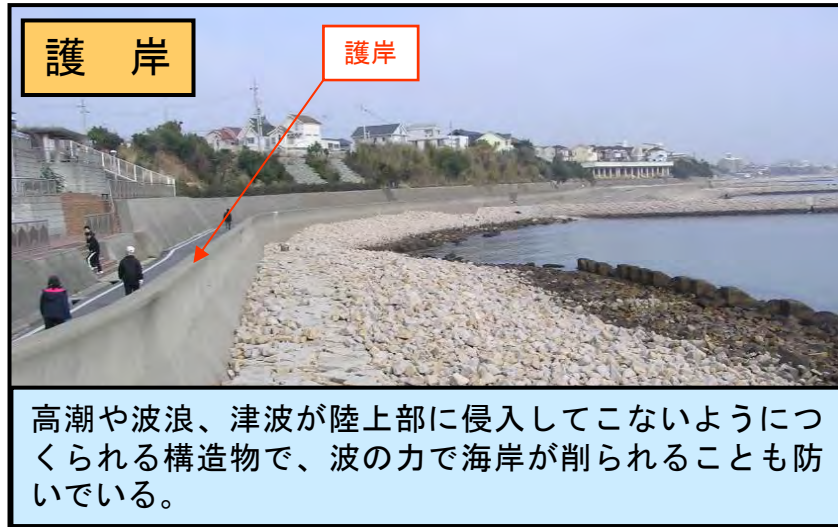 護　岸
護岸
高潮や波浪、津波が陸上部に侵入してこないようにつ
くられる構造物で、波の力で海岸が削られることも防
いでいる。